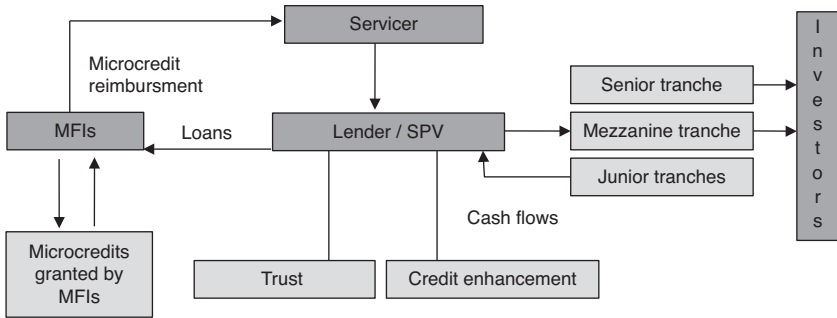 Servicer
Microcredit
reimbursment
Senior tranche
MFIs
Loans
Lender / SPV
Mezzanine tranche
Junior tranches
Cash flows
Microcredits
granted by
MFIs
Trust
Credit enhancement
I
n
v
e
s
t
o
r
s